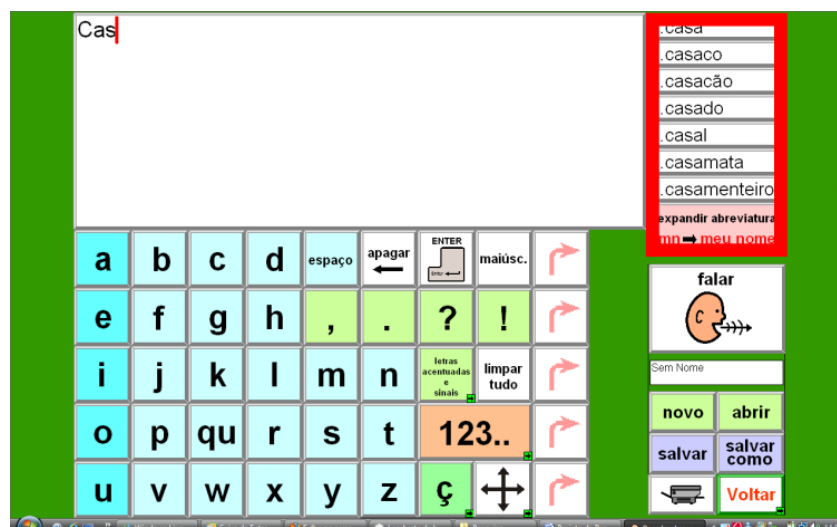 Cas
.casa
.casaco
.casacão
.casado
.casal
.casamata
.casamenteiro
expandir abreviatura
mn ➡ meu nome
a b c d espaço apagar ENTER maiúsc.
falar
e f g h , . ? !
i j k l m n letras acentuadas e sinais limpar tudo
Sem Nome
novo abrir
o p qu r s t 123..
salvar salvar como
u v w x y z ç
Voltar